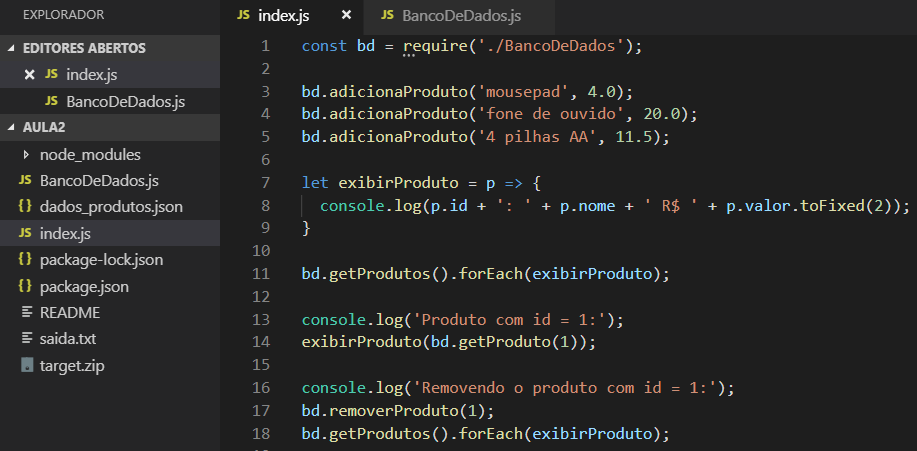 EXPLORADOR
EDITORES ABERTOS
JS index.js
JS BancoDeDados.js
AULA2
node_modules
JS BancoDeDados.js
{} dados_produtos.json
JS index.js
{} package-lock.json
{} package.json
README
saida.txt
target.zip
JS index.js JS BancoDeDados.js
1 const bd = require('./BancoDeDados');
2
3 bd.adicionaProduto('mousepad', 4.0);
4 bd.adicionaProduto('fone de ouvido', 20.0);
5 bd.adicionaProduto('4 pilhas AA', 11.5);
6
7 let exibirProduto = p => {
8 console.log(p.id + ': ' + p.nome + ' R$ ' + p.valor.toFixed(2));
9 }
10
11 bd.getProdutos().forEach(exibirProduto);
12
13 console.log('Produto com id = 1:');
14 exibirProduto(bd.getProduto(1));
15
16 console.log('Removendo o produto com id = 1:');
17 bd.removerProduto(1);
18 bd.getProdutos().forEach(exibirProduto);